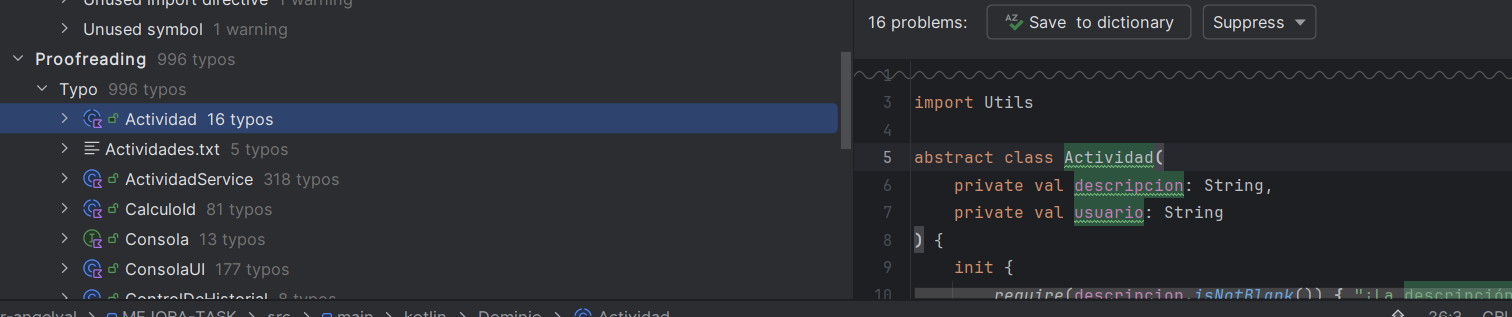 Unused import directive 1 warning
Unused symbol 1 warning
Proofreading 996 typos
Typo 996 typos
Actividad 16 typos
Actividades.txt 5 typos
ActividadService 318 typos
CalculoId 81 typos
Consola 13 typos
ConsolaUI 177 typos
ControlDeHistorial 8 typos
16 problems: Save to dictionary Suppress
1
3 import Utils
4
5 abstract class Actividad(
6 private val descripcion: String,
7 private val usuario: String
8 ) {
9 init {
10 require(descripcion.isNotBlank()) { "¡La descripción
r-angelval > MEJORA-TASK > src > main > kotlin > Dominio > Actividad
26:3 CRL